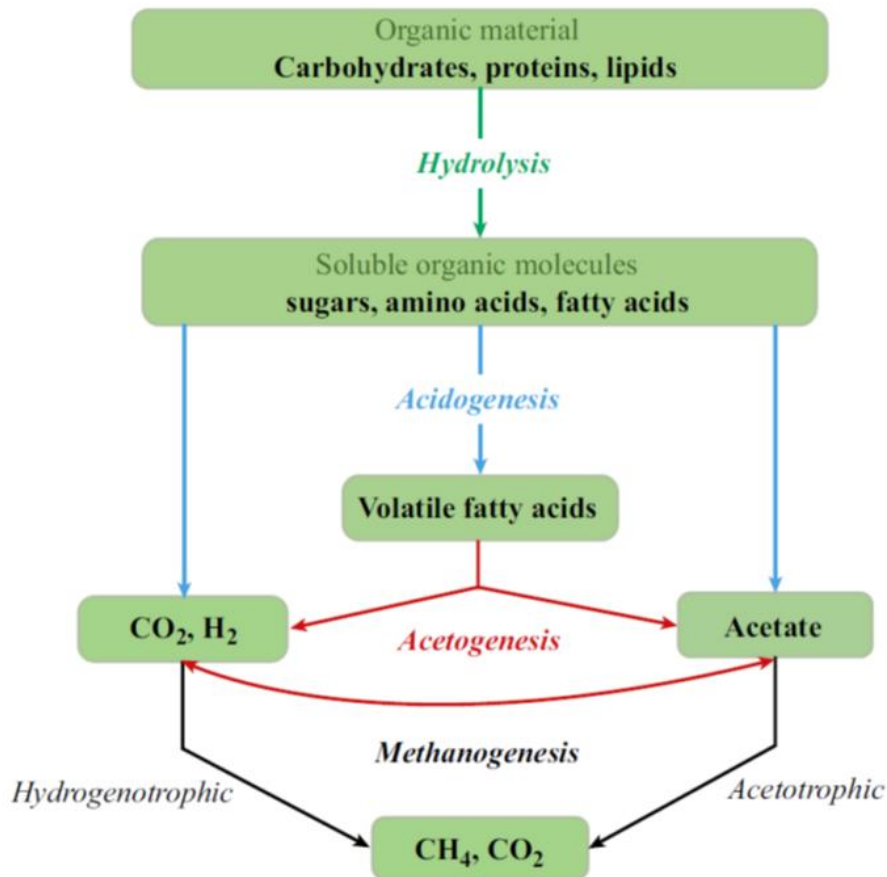 Organic material
Carbohydrates, proteins, lipids
Hydrolysis
Soluble organic molecules
sugars, amino acids, fatty acids
Acidogenesis
Volatile fatty acids
CO₂, H₂
Acetate
Acetogenesis
Methanogenesis
Hydrogenotrophic
Acetotrophic
CH₄, CO₂